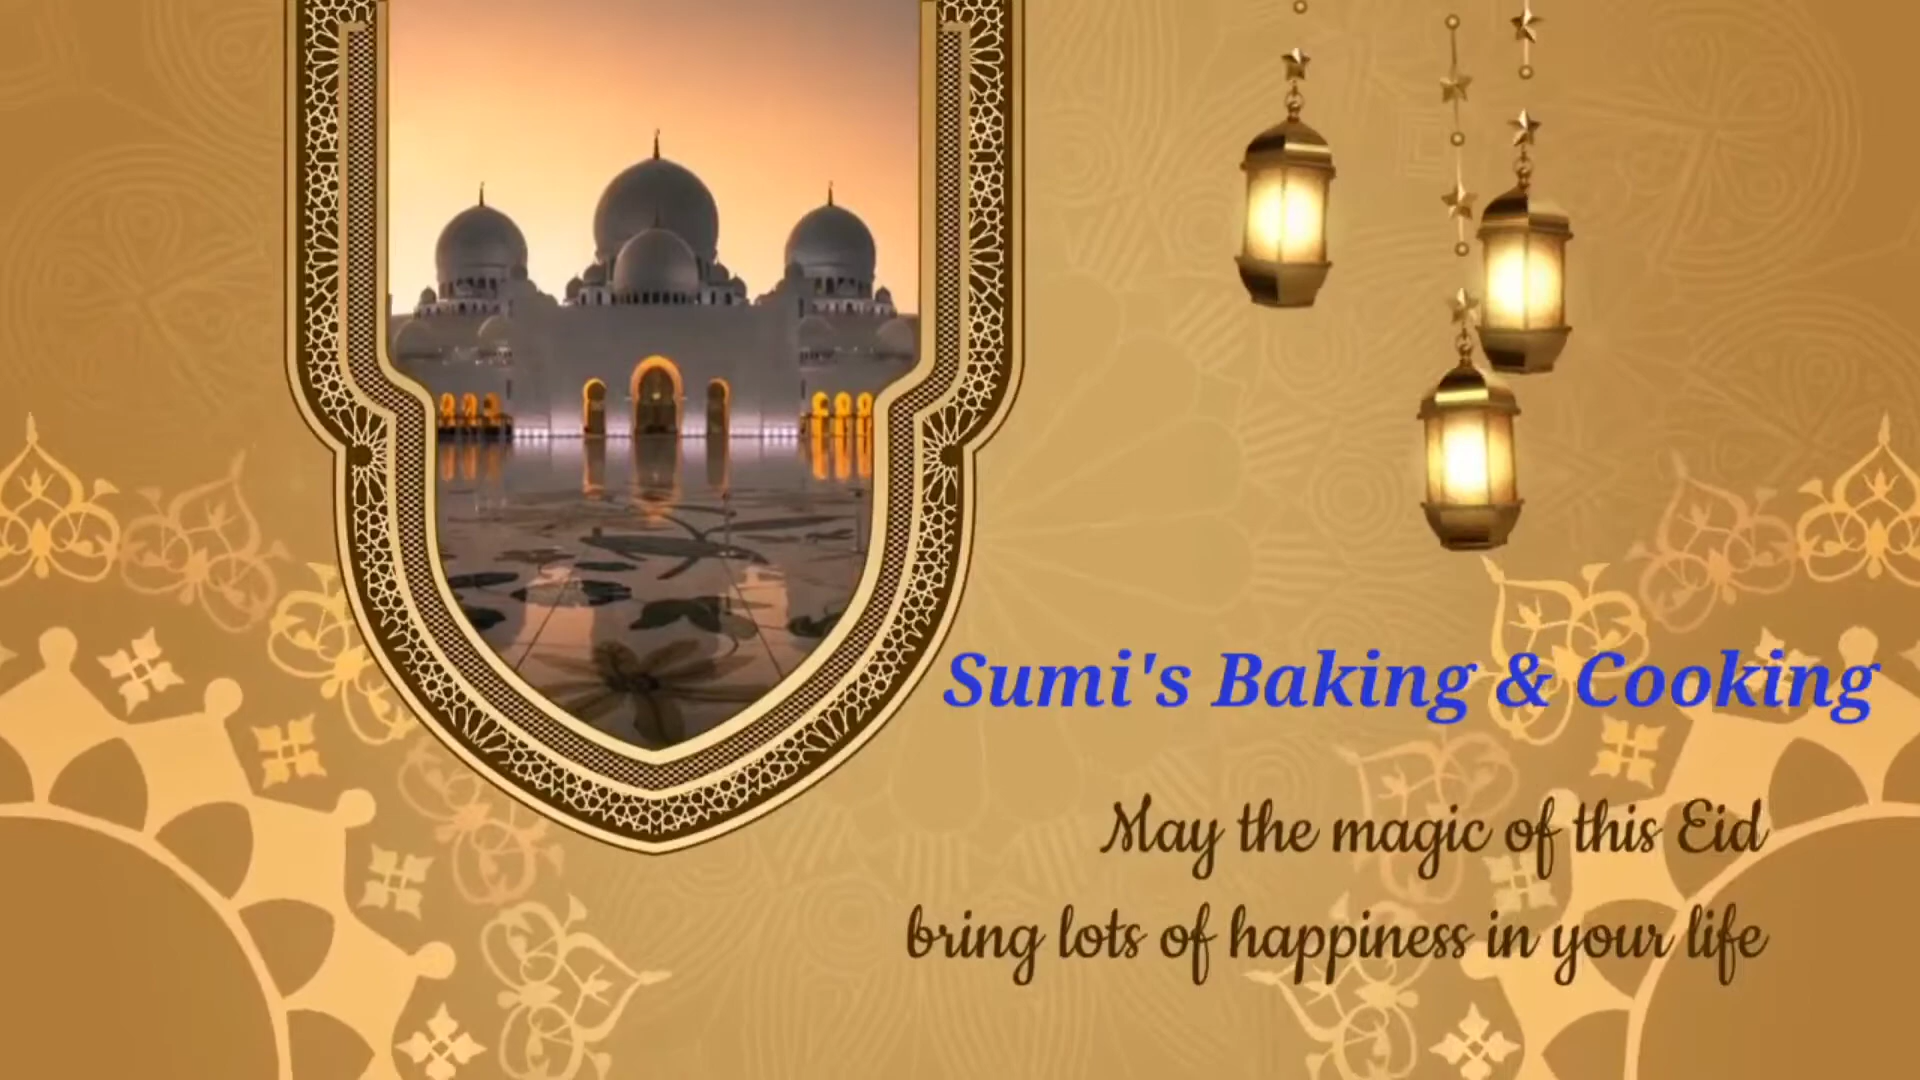 Sumi's Baking & Cooking
May the magic of this Eid
bring lots of happiness in your life